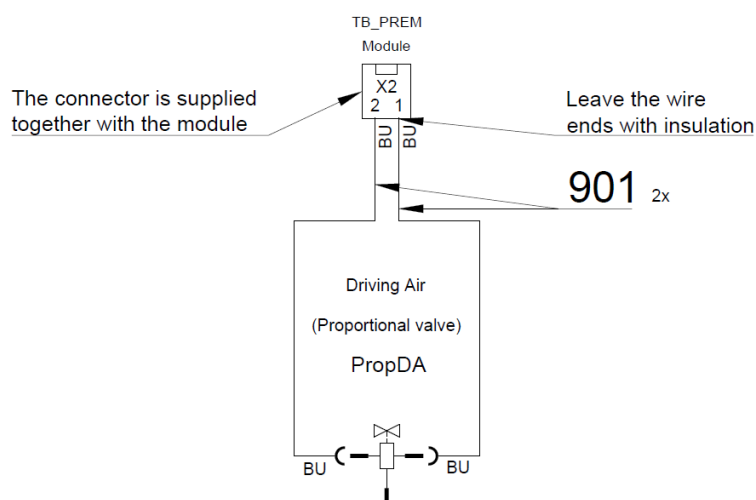 TB_PREM
Module
X2
2 1
The connector is supplied
together with the module
Leave the wire
ends with insulation
BU BU
901 2x
Driving Air
(Proportional valve)
PropDA
BU BU